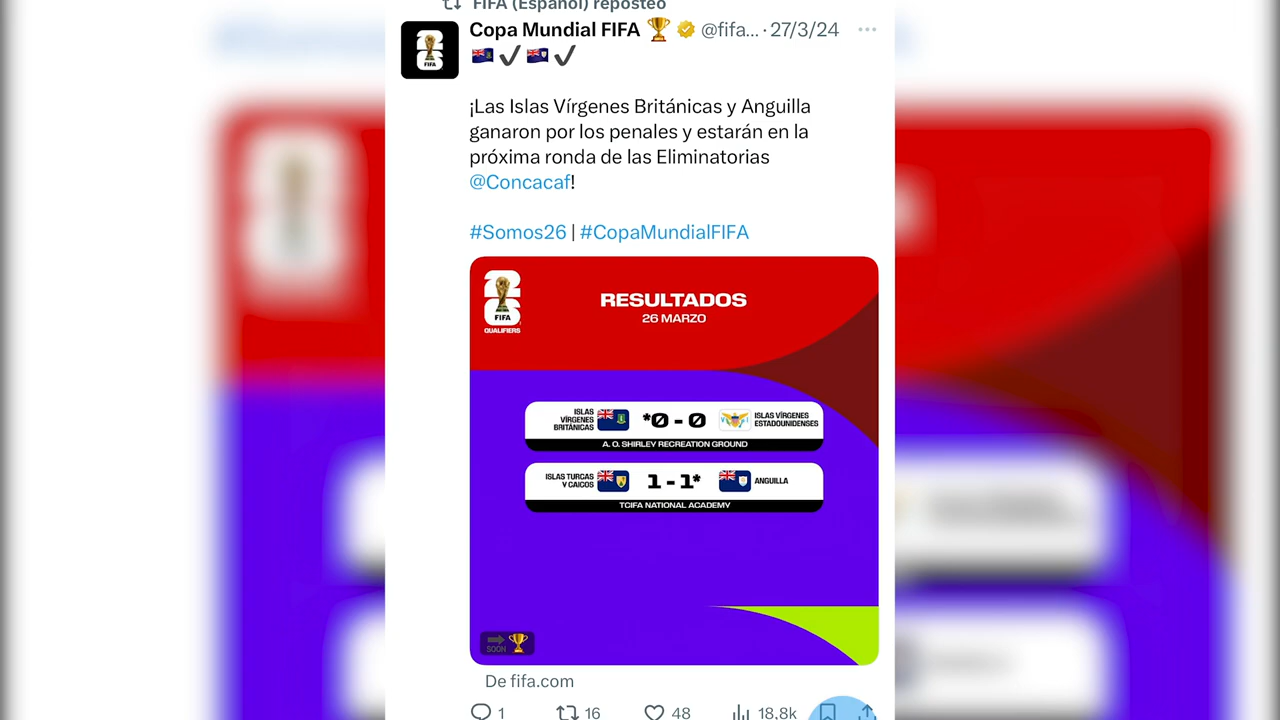 FIFA (Español) reposteó
Copa Mundial FIFA 🏆 @fifa... · 27/3/24
¡Las Islas Vírgenes Británicas y Anguilla
ganaron por los penales y estarán en la
próxima ronda de las Eliminatorias
@Concacaf!
#Somos26 | #CopaMundialFIFA
FIFA
QUALIFIERS
RESULTADOS
26 MARZO
ISLAS
VÍRGENES
BRITÁNICAS
*0 - 0
ISLAS VÍRGENES
ESTADOUNIDENSES
A. O. SHIRLEY RECREATION GROUND
ISLAS TURCAS
Y CAICOS
1 - 1*
ANGUILLA
TCIFA NATIONAL ACADEMY
SOON
De fifa.com
1 16 48 18,8k